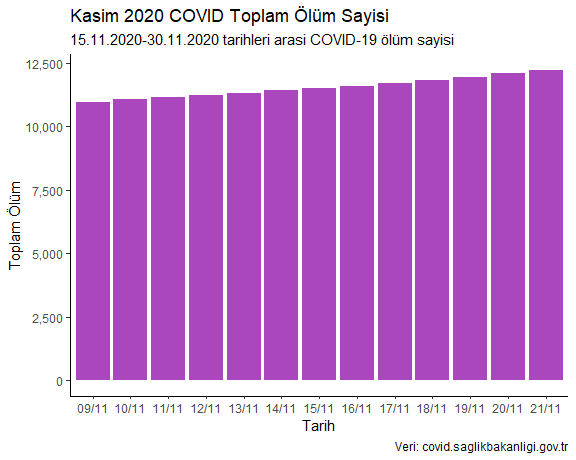 Kasim 2020 COVID Toplam Ölüm Sayisi
15.11.2020-30.11.2020 tarihleri arasi COVID-19 ölüm sayisi
12,500
10,000
7,500
5,000
2,500
0
Toplam Ölüm
09/11 10/11 11/11 12/11 13/11 14/11 15/11 16/11 17/11 18/11 19/11 20/11 21/11
Tarih
Veri: covid.saglikbakanligi.gov.tr